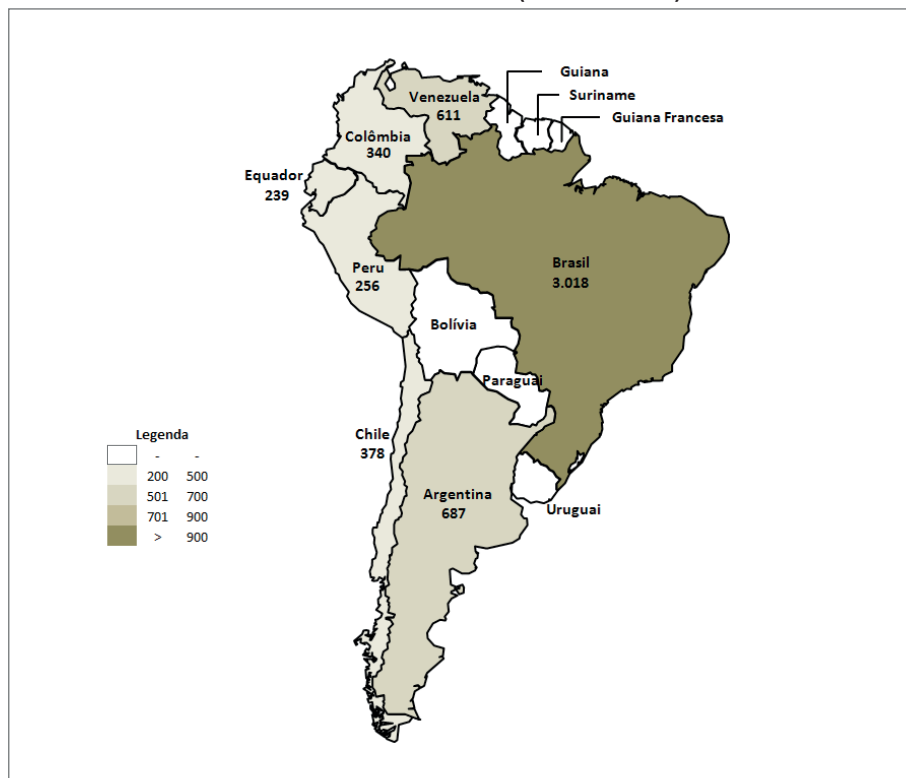 Guiana
Suriname
Guiana Francesa
Venezuela
611
Colômbia
340
Equador
239
Peru
256
Brasil
3.018
Bolívia
Paraguai
Chile
378
Argentina
687
Uruguai
Legenda
- -
200 500
501 700
701 900
> 900